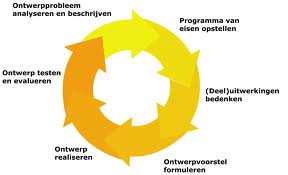 Ontwerpprobleem
analyseren en beschrijven
Programma van
eisen opstellen
(Deel)uitwerkingen
bedenken
Ontwerpvoorstel
formuleren
Ontwerp
realiseren
Ontwerp testen
en evalueren